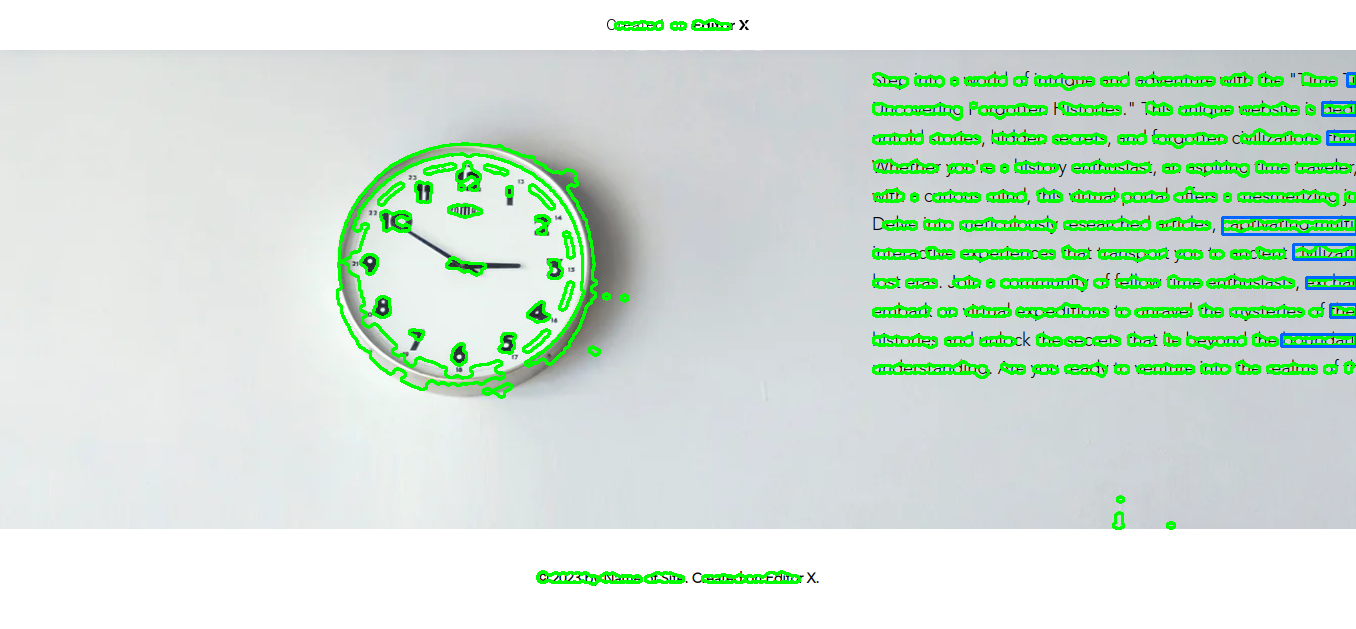 Created on Editor X
Step into a world of intrigue and adventure with the "Time
Uncovering Forgotten Histories." This unique website is
untold stories, hidden secrets, and forgotten civilizations
Whether you're a history enthusiast, an aspiring time traveler,
with a curious mind, this virtual portal offers a mesmerizing
Delve into meticulously researched articles, captivating multi
interactive experiences that transport you to ancient
lost eras. Join a community of fellow time enthusiasts,
embark on virtual expeditions to unravel the mysteries of the
histories and unlock the secrets that lie beyond the
understanding. Are you ready to venture into the realms of
12
1
2
3
4
5
6
7
8
9
10
11
© 2023 by Name of Site. Created on Editor X.